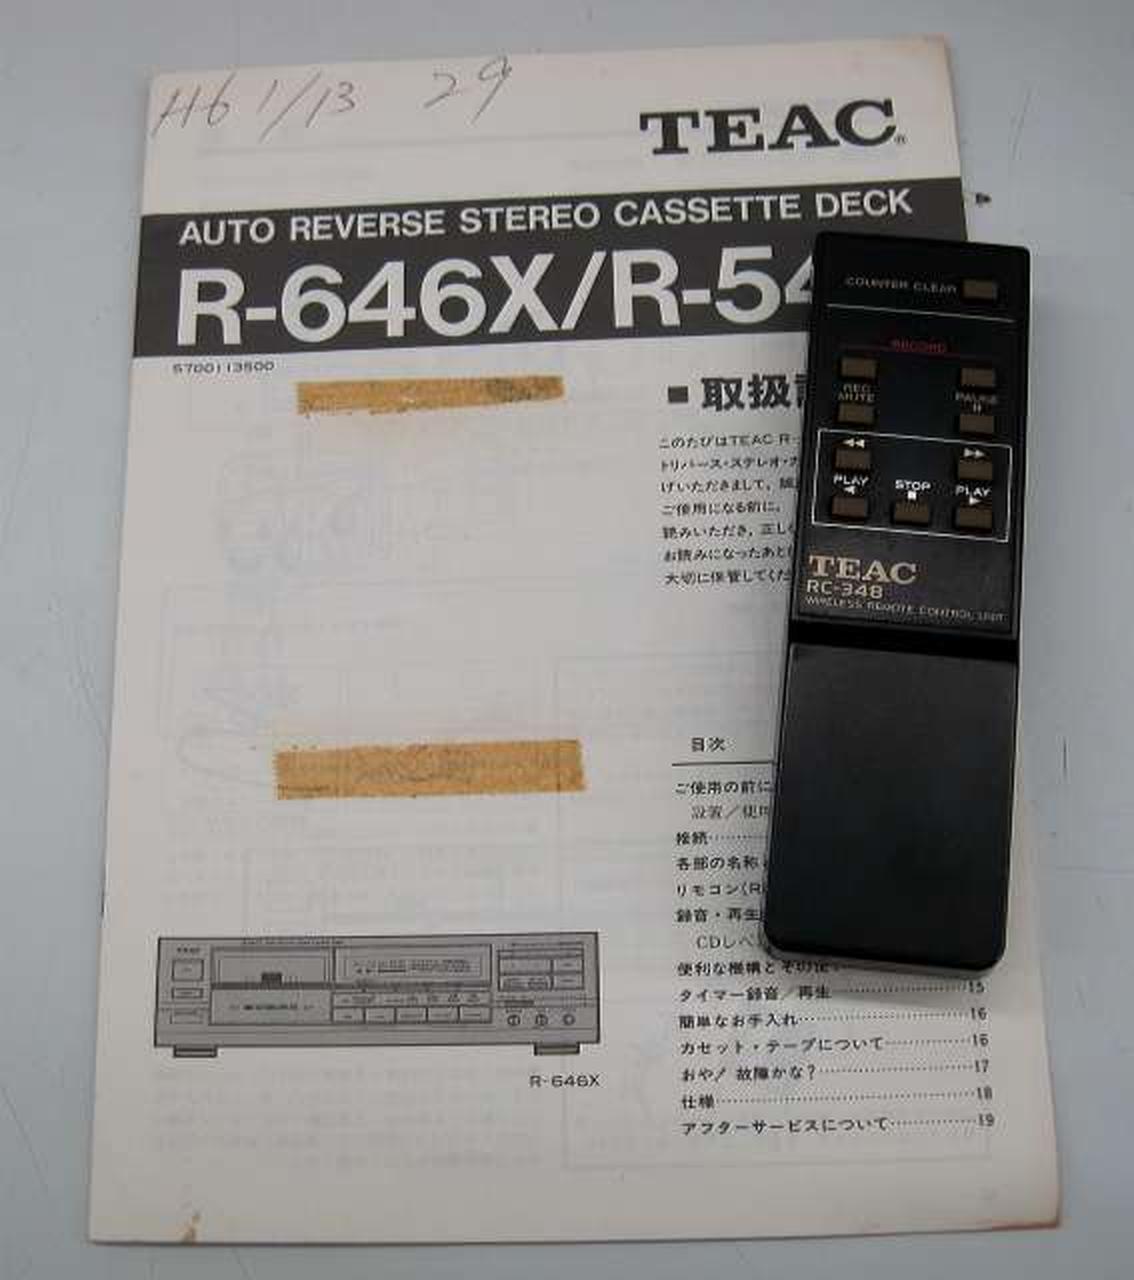 H6 1/13 29
TEAC®
AUTO REVERSE STEREO CASSETTE DECK
R-646X/R-54
5700113500
■取扱
このたびはTEAC R-
トリバース・ステレオ・カ
げいただきまして、誠
ご使用になる前に、
読みいただき、正し
お読みになったあと
大切に保管してくだ
目次
ご使用の前に
設置/使用
接続
各部の名称
リモコン(R
録音・再生
CDレベ
便利な機構とその使
タイマー録音/再生 15
簡単なお手入れ 16
カセット・テープについて 16
おや! 故障かな? 17
仕様 18
アフターサービスについて 19
R-646X
COUNTER CLEAR
RECORD
REC MUTE
PAUSE
PLAY
STOP
PLAY
TEAC
RC-348
WIRELESS REMOTE CONTROL UNIT